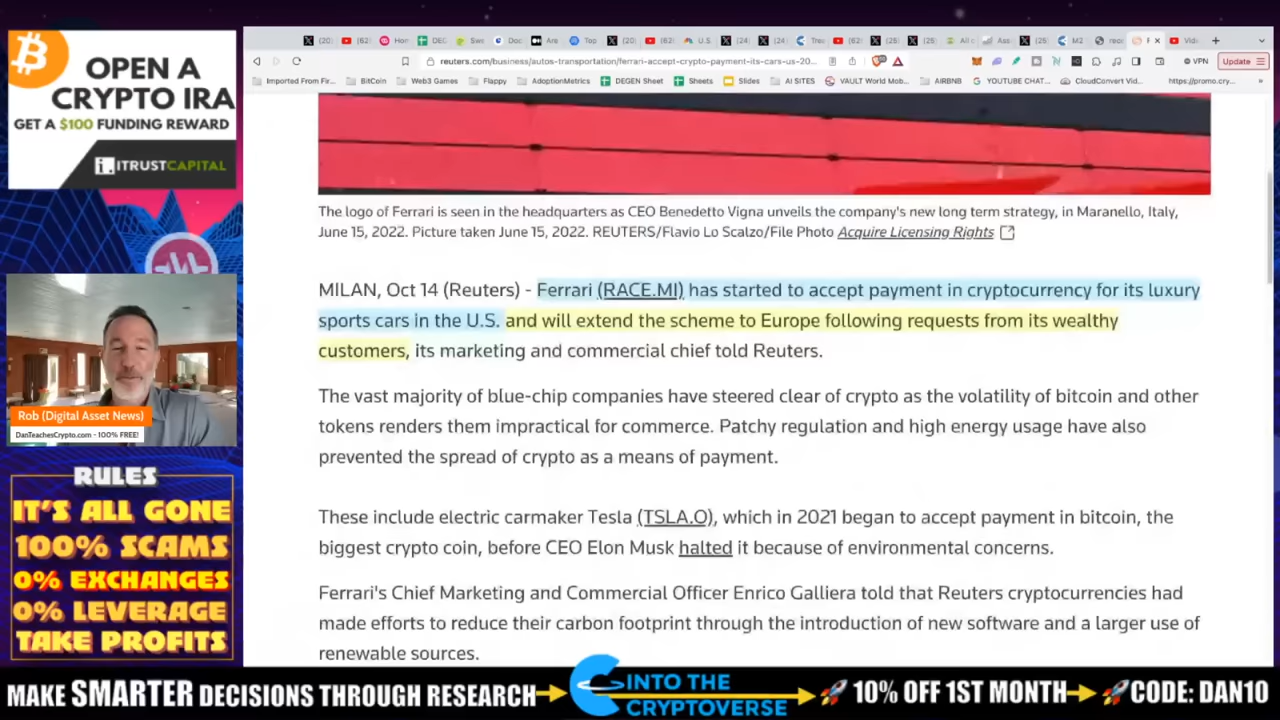 OPEN A
CRYPTO IRA
GET A $100 FUNDING REWARD
iTRUSTCAPITAL
Rob (Digital Asset News)
DanTeachesCrypto.com - 100% FREE!
RULES
IT'S ALL GONE
100% SCAMS
0% EXCHANGES
0% LEVERAGE
TAKE PROFITS
reuters.com/business/autos-transportation/ferrari-accept-crypto-payment-its-cars-us-20...
VPN
Update
Imported From Fir... BitCoin Web3 Games Flappy AdoptionMetrics DEGEN Sheet Sheets Slides AI SITES VAULT World Mob... AIRBNB YOUTUBE CHAT... CloudConvert Vid... https://promo.cry...
The logo of Ferrari is seen in the headquarters as CEO Benedetto Vigna unveils the company's new long term strategy, in Maranello, Italy,
June 15, 2022. Picture taken June 15, 2022. REUTERS/Flavio Lo Scalzo/File Photo Acquire Licensing Rights
MILAN, Oct 14 (Reuters) - Ferrari (RACE.MI) has started to accept payment in cryptocurrency for its luxury
sports cars in the U.S. and will extend the scheme to Europe following requests from its wealthy
customers, its marketing and commercial chief told Reuters.
The vast majority of blue-chip companies have steered clear of crypto as the volatility of bitcoin and other
tokens renders them impractical for commerce. Patchy regulation and high energy usage have also
prevented the spread of crypto as a means of payment.
These include electric carmaker Tesla (TSLA.O), which in 2021 began to accept payment in bitcoin, the
biggest crypto coin, before CEO Elon Musk halted it because of environmental concerns.
Ferrari's Chief Marketing and Commercial Officer Enrico Galliera told that Reuters cryptocurrencies had
made efforts to reduce their carbon footprint through the introduction of new software and a larger use of
renewable sources.
MAKE SMARTER DECISIONS THROUGH RESEARCH
INTO THE
CRYPTOVERSE
10% OFF 1ST MONTH
CODE: DAN10